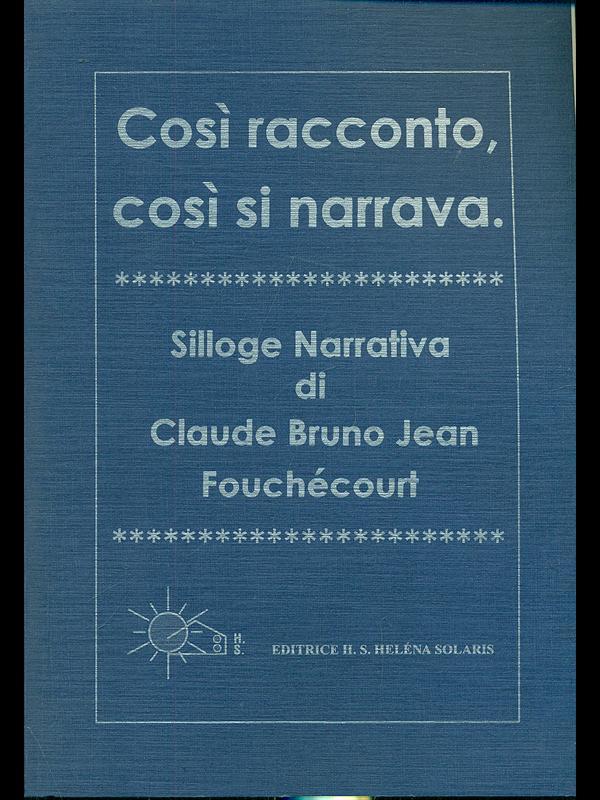 Così racconto,
così si narrava.
************************
Silloge Narrativa
di
Claude Bruno Jean
Fouchécourt
************************
H.
S.
EDITRICE H. S. HELÉNA SOLARIS